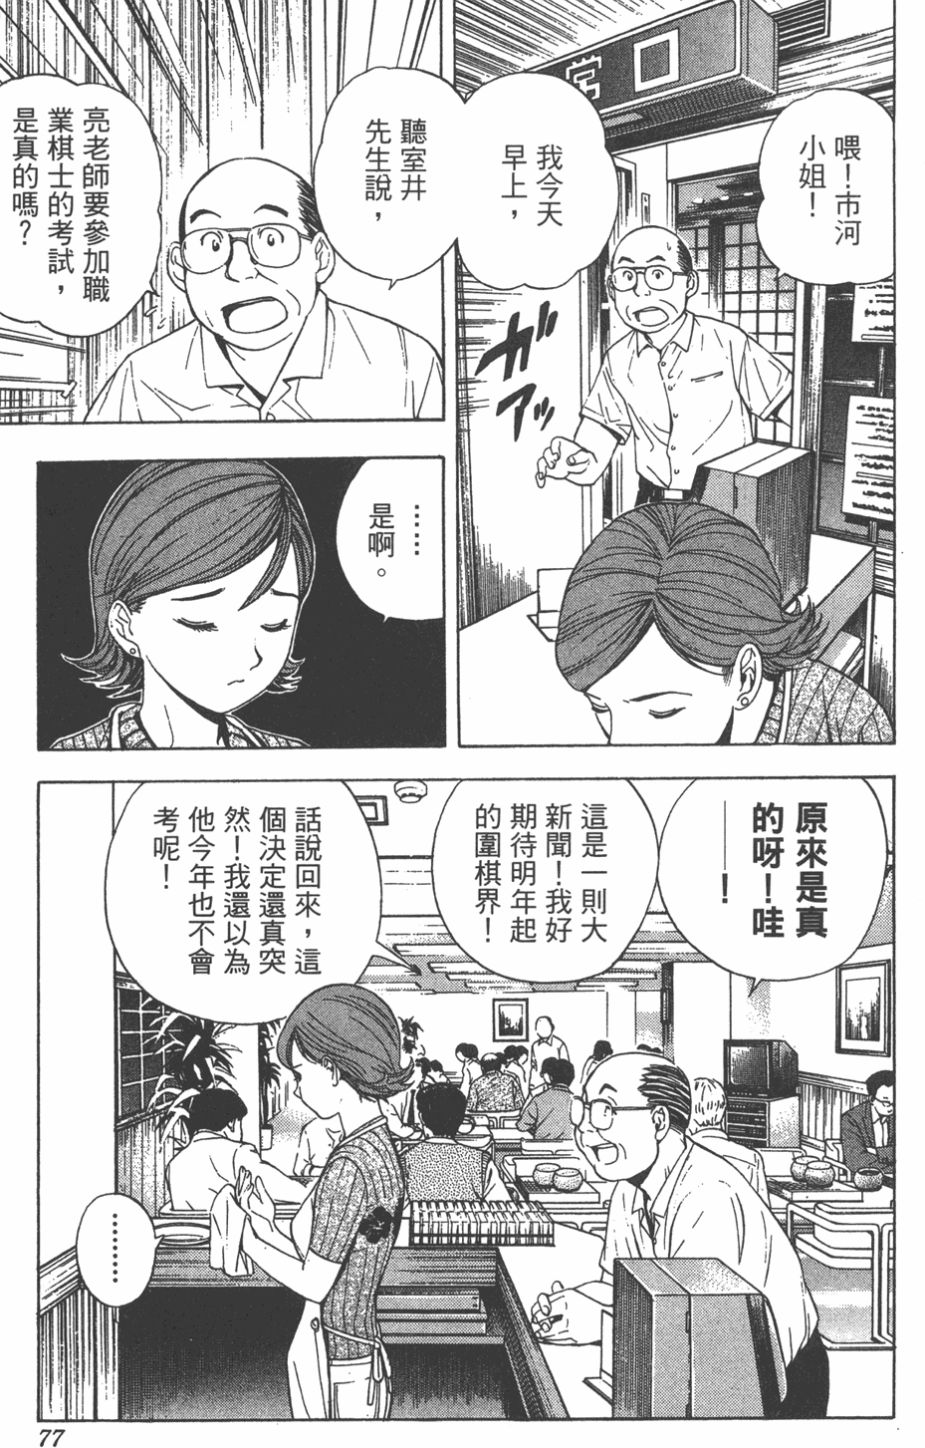 喂！市河
小姐！
我今天
早上，
聽室井
先生說，
亮老師要參加職
業棋士的考試，
是真的嗎？
ガアッ
……
是啊。
原來是真
的呀！哇
——！
這是一則大
新聞！我好
期待明年起
的圍棋界！
話說回來，這
個決定還真突
然！我還以為
他今年也不會
考呢！
………
77